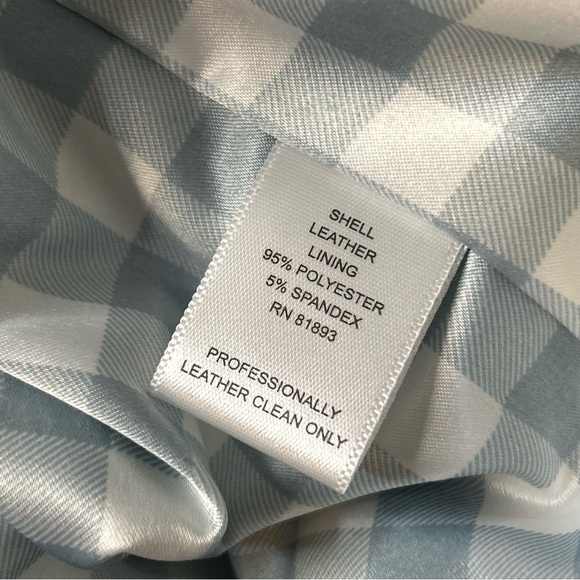 SHELL
LEATHER
LINING
95% POLYESTER
5% SPANDEX
RN 81893
PROFESSIONALLY
LEATHER CLEAN ONLY